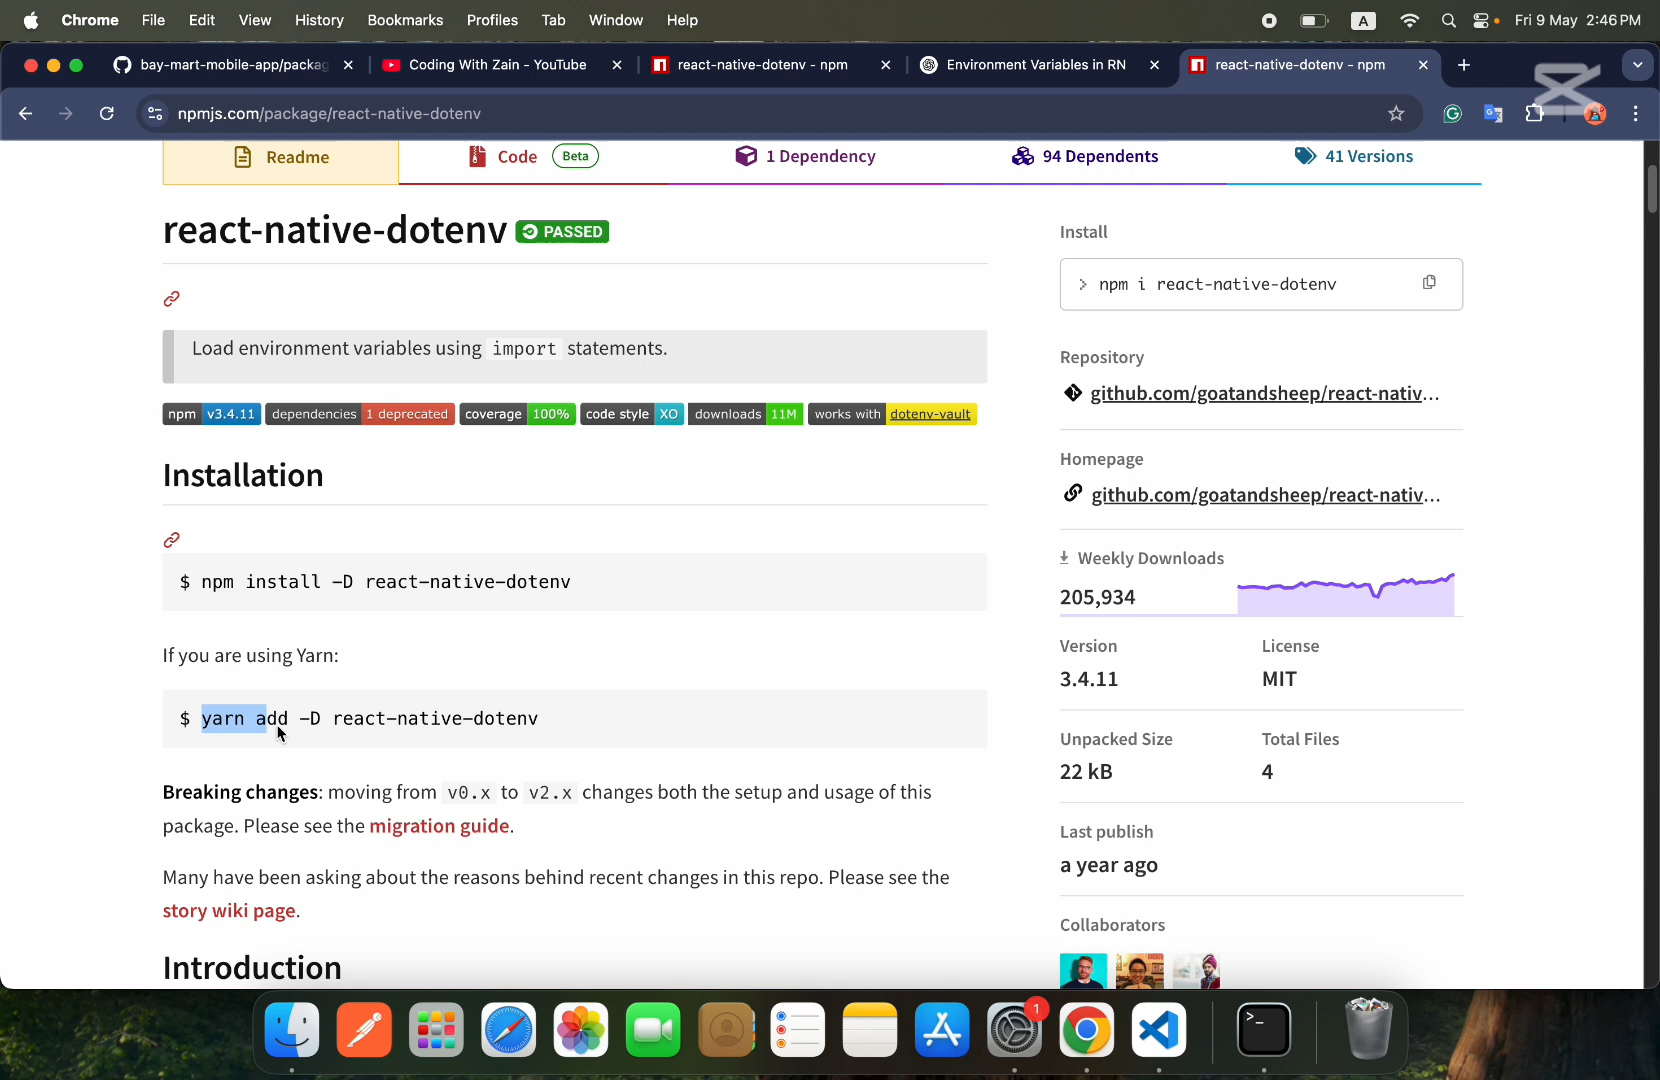 Chrome File Edit View History Bookmarks Profiles Tab Window Help A Fri 9 May 2:46 PM
bay-mart-mobile-app/packag Coding With Zain - YouTube react-native-dotenv - npm Environment Variables in RN react-native-dotenv - npm
npmjs.com/package/react-native-dotenv
Readme Code Beta 1 Dependency 94 Dependents 41 Versions
react-native-dotenv PASSED
Load environment variables using import statements.
npm v3.4.11 dependencies 1 deprecated coverage 100% code style XO downloads 11M works with dotenv-vault
Installation
$ npm install -D react-native-dotenv
If you are using Yarn:
$ yarn add -D react-native-dotenv
Breaking changes: moving from v0.x to v2.x changes both the setup and usage of this
package. Please see the migration guide.
Many have been asking about the reasons behind recent changes in this repo. Please see the
story wiki page.
Introduction
Install
> npm i react-native-dotenv
Repository
github.com/goatandsheep/react-nativ...
Homepage
github.com/goatandsheep/react-nativ...
Weekly Downloads
205,934
Version License
3.4.11 MIT
Unpacked Size Total Files
22 kB 4
Last publish
a year ago
Collaborators
1
>_